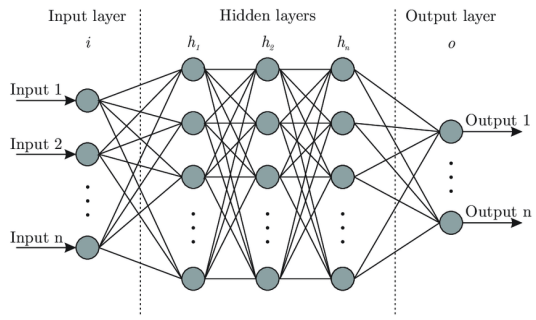 Input layer
Hidden layers
Output layer
i
h₁
h₂
hₙ
o
Input 1
Output 1
Input 2
Input n
Output n